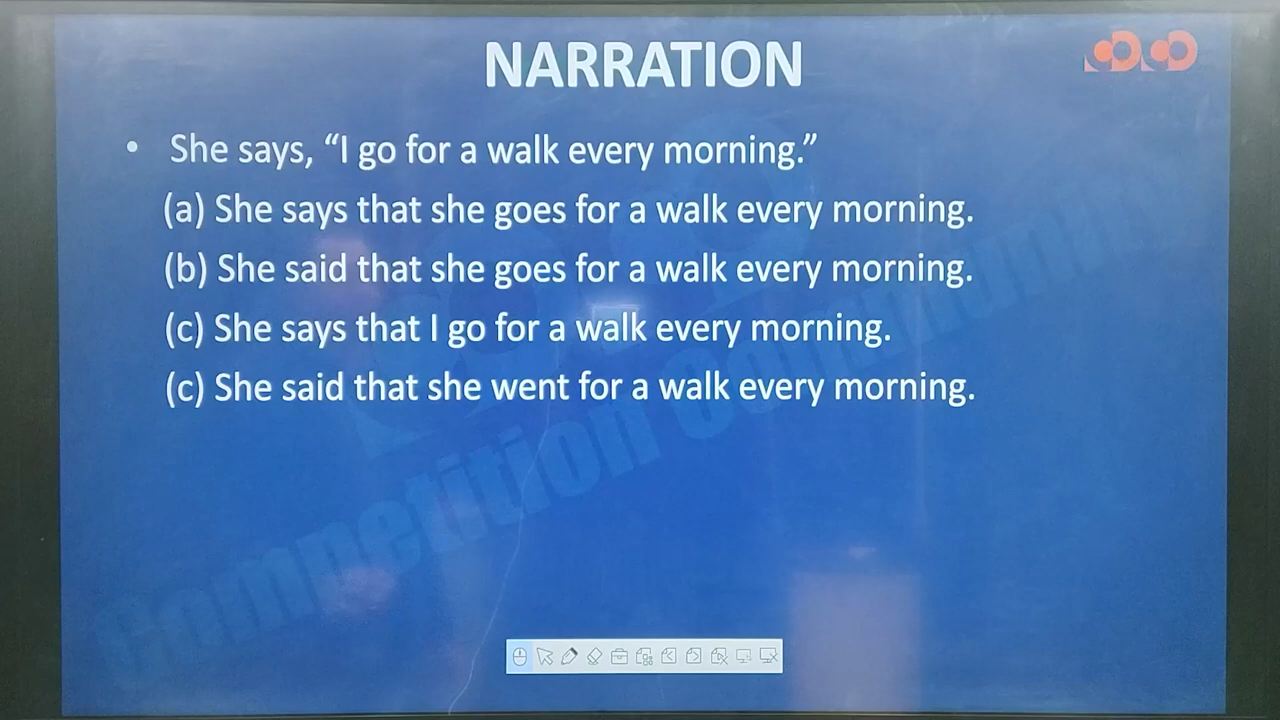 NARRATION
• She says, “I go for a walk every morning.”
(a) She says that she goes for a walk every morning.
(b) She said that she goes for a walk every morning.
(c) She says that I go for a walk every morning.
(c) She said that she went for a walk every morning.
Competition Community